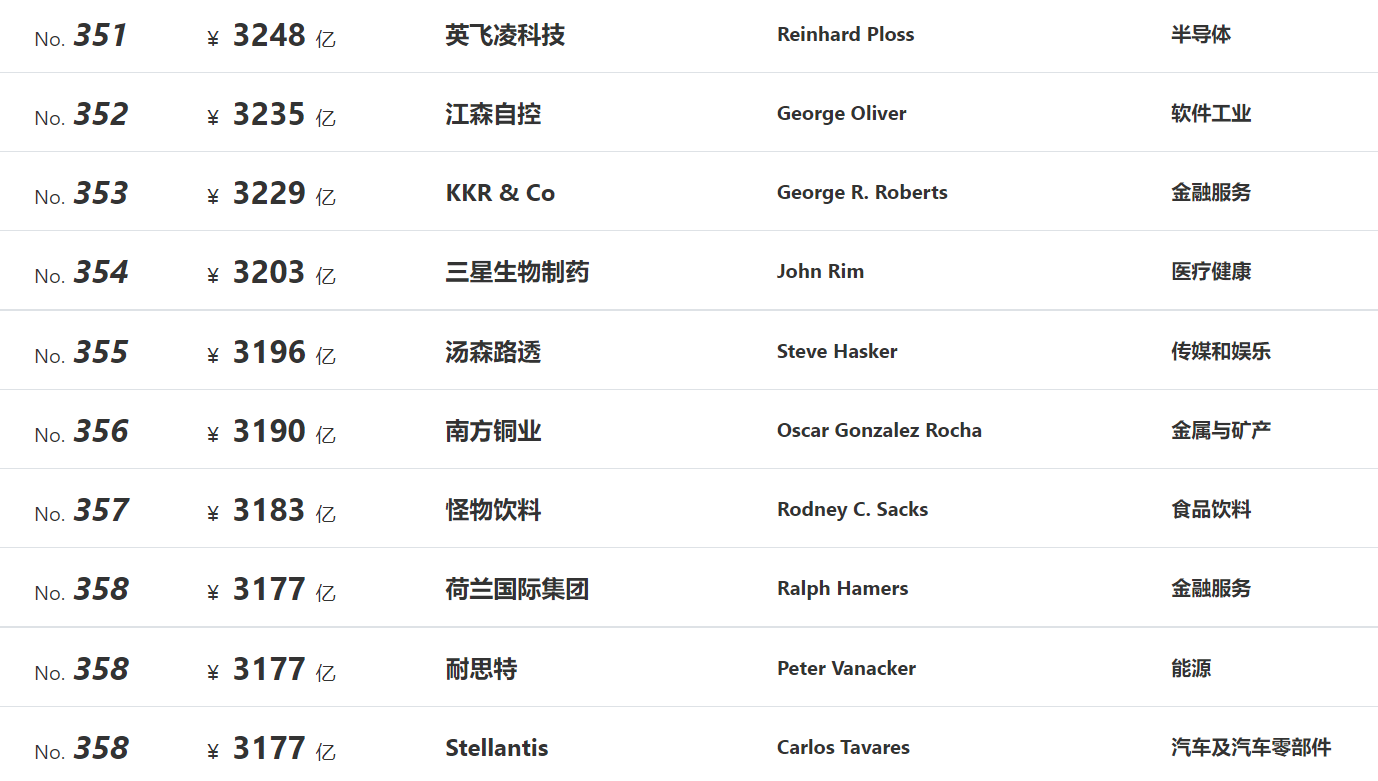 No. 351 ¥ 3248 亿 英飞凌科技 Reinhard Ploss 半导体
No. 352 ¥ 3235 亿 江森自控 George Oliver 软件工业
No. 353 ¥ 3229 亿 KKR & Co George R. Roberts 金融服务
No. 354 ¥ 3203 亿 三星生物制药 John Rim 医疗健康
No. 355 ¥ 3196 亿 汤森路透 Steve Hasker 传媒和娱乐
No. 356 ¥ 3190 亿 南方铜业 Oscar Gonzalez Rocha 金属与矿产
No. 357 ¥ 3183 亿 怪物饮料 Rodney C. Sacks 食品饮料
No. 358 ¥ 3177 亿 荷兰国际集团 Ralph Hamers 金融服务
No. 358 ¥ 3177 亿 耐思特 Peter Vanacker 能源
No. 358 ¥ 3177 亿 Stellantis Carlos Tavares 汽车及汽车零部件